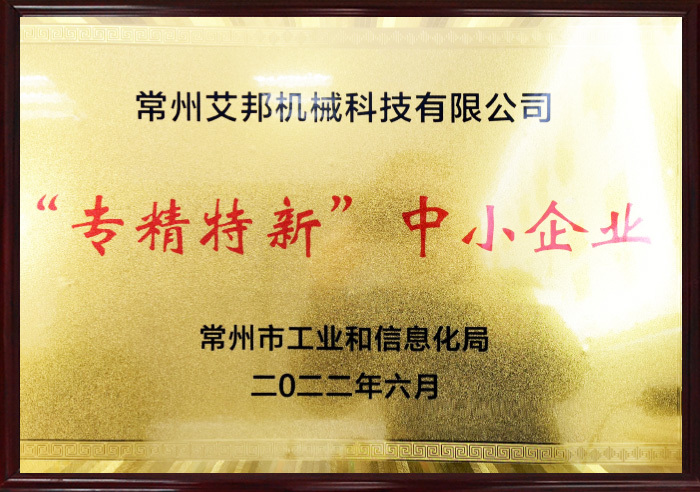 常州艾邦机械科技有限公司
“专精特新”中小企业
常州市工业和信息化局
二0二二年六月